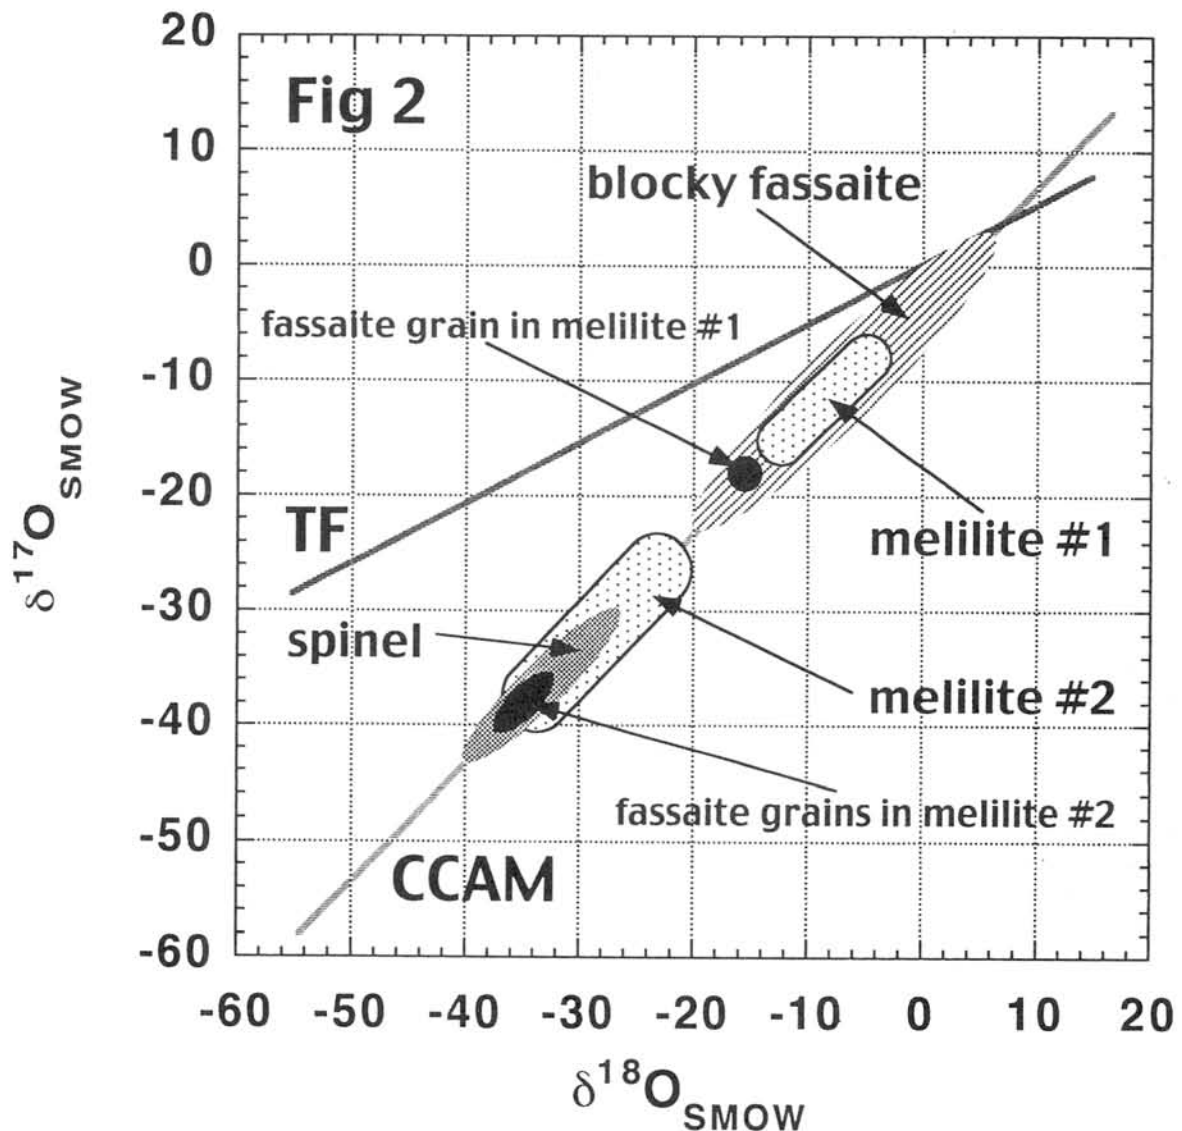 20
Fig 2
10
blocky fassaite
0
fassaite grain in melilite #1
-10
δ17OSMOW
-20
TF
melilite #1
-30
spinel
melilite #2
-40
fassaite grains in melilite #2
-50
CCAM
-60
-60 -50 -40 -30 -20 -10 0 10 20
δ18OSMOW